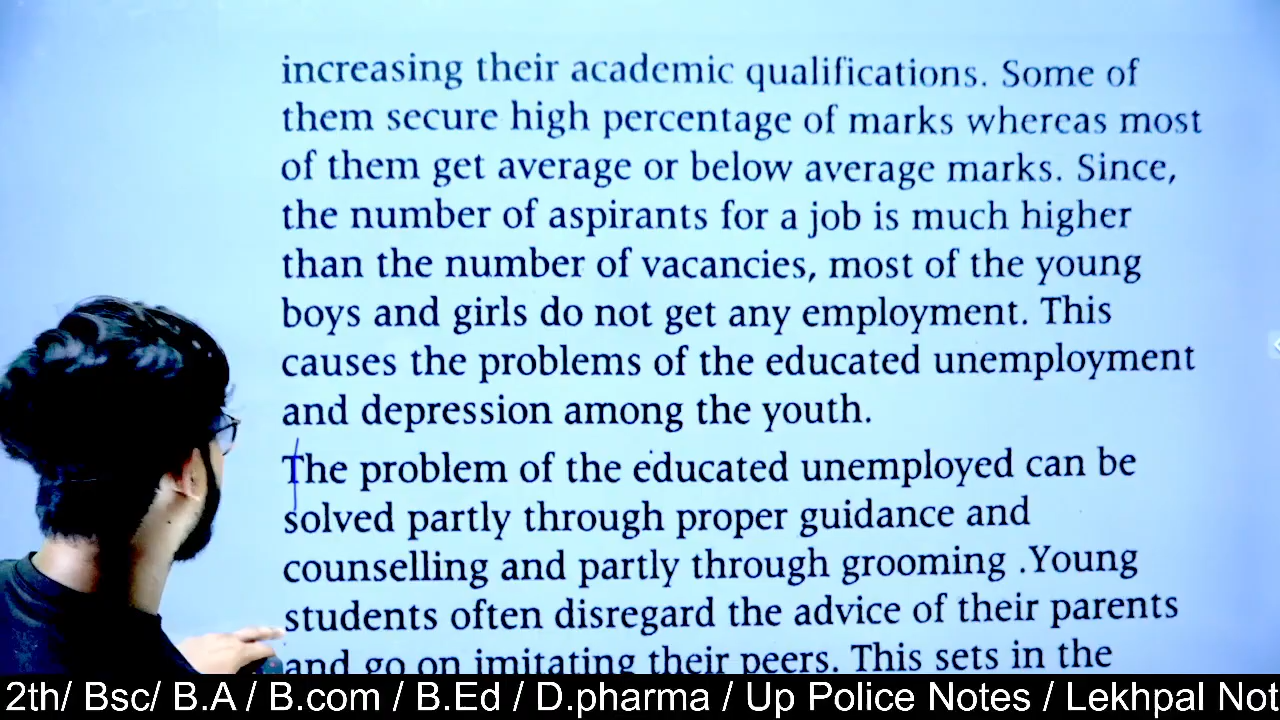 increasing their academic qualifications. Some of
them secure high percentage of marks whereas most
of them get average or below average marks. Since,
the number of aspirants for a job is much higher
than the number of vacancies, most of the young
boys and girls do not get any employment. This
causes the problems of the educated unemployment
and depression among the youth.
The problem of the educated unemployed can be
solved partly through proper guidance and
counselling and partly through grooming .Young
students often disregard the advice of their parents
and go on imitating their peers. This sets in the
2th/ Bsc/ B.A / B.com / B.Ed / D.pharma / Up Police Notes / Lekhpal Not